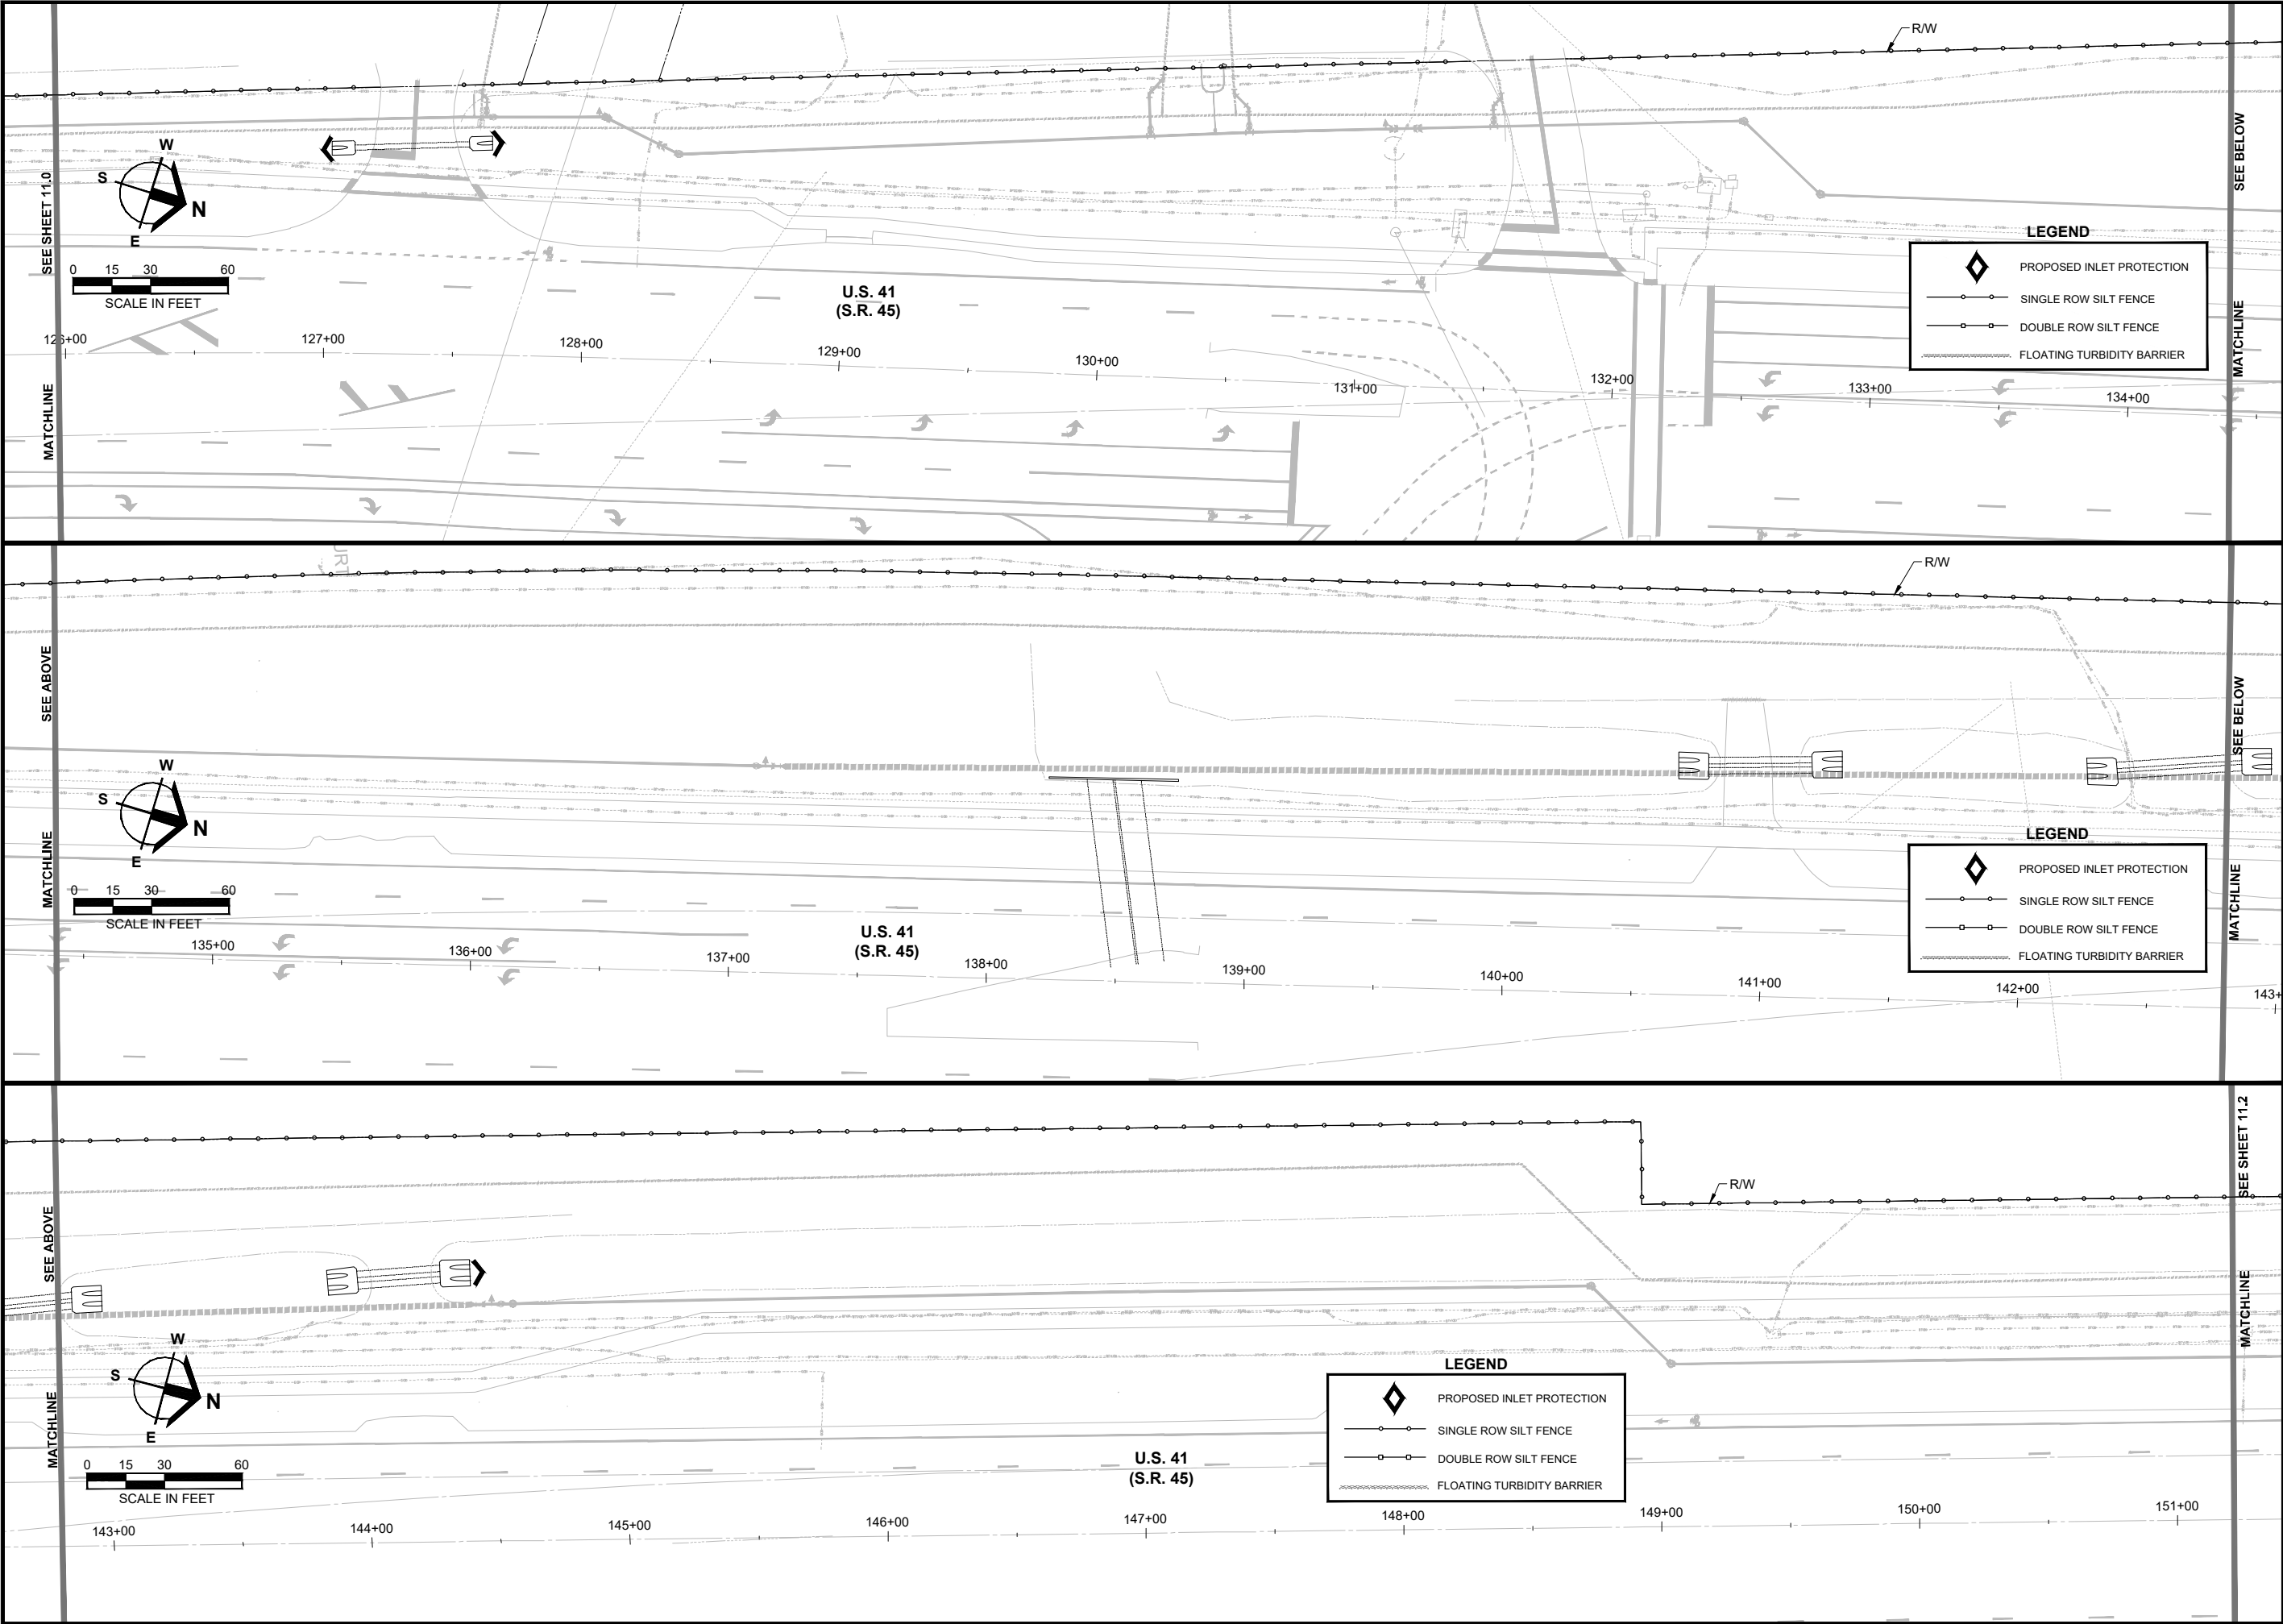 R/W
SEE SHEET 11.0
MATCHLINE
W
S
N
E
0 15 30 60
SCALE IN FEET
U.S. 41
(S.R. 45)
126+00
127+00
128+00
129+00
130+00
131+00
132+00
133+00
134+00
LEGEND
PROPOSED INLET PROTECTION
SINGLE ROW SILT FENCE
DOUBLE ROW SILT FENCE
FLOATING TURBIDITY BARRIER
SEE BELOW
MATCHLINE
URT
R/W
SEE ABOVE
MATCHLINE
W
S
N
E
0 15 30 60
SCALE IN FEET
U.S. 41
(S.R. 45)
135+00
136+00
137+00
138+00
139+00
140+00
141+00
142+00
143+
LEGEND
PROPOSED INLET PROTECTION
SINGLE ROW SILT FENCE
DOUBLE ROW SILT FENCE
FLOATING TURBIDITY BARRIER
SEE BELOW
MATCHLINE
R/W
SEE ABOVE
MATCHLINE
W
S
N
E
0 15 30 60
SCALE IN FEET
U.S. 41
(S.R. 45)
143+00
144+00
145+00
146+00
147+00
148+00
149+00
150+00
151+00
LEGEND
PROPOSED INLET PROTECTION
SINGLE ROW SILT FENCE
DOUBLE ROW SILT FENCE
FLOATING TURBIDITY BARRIER
SEE SHEET 11.2
MATCHLINE